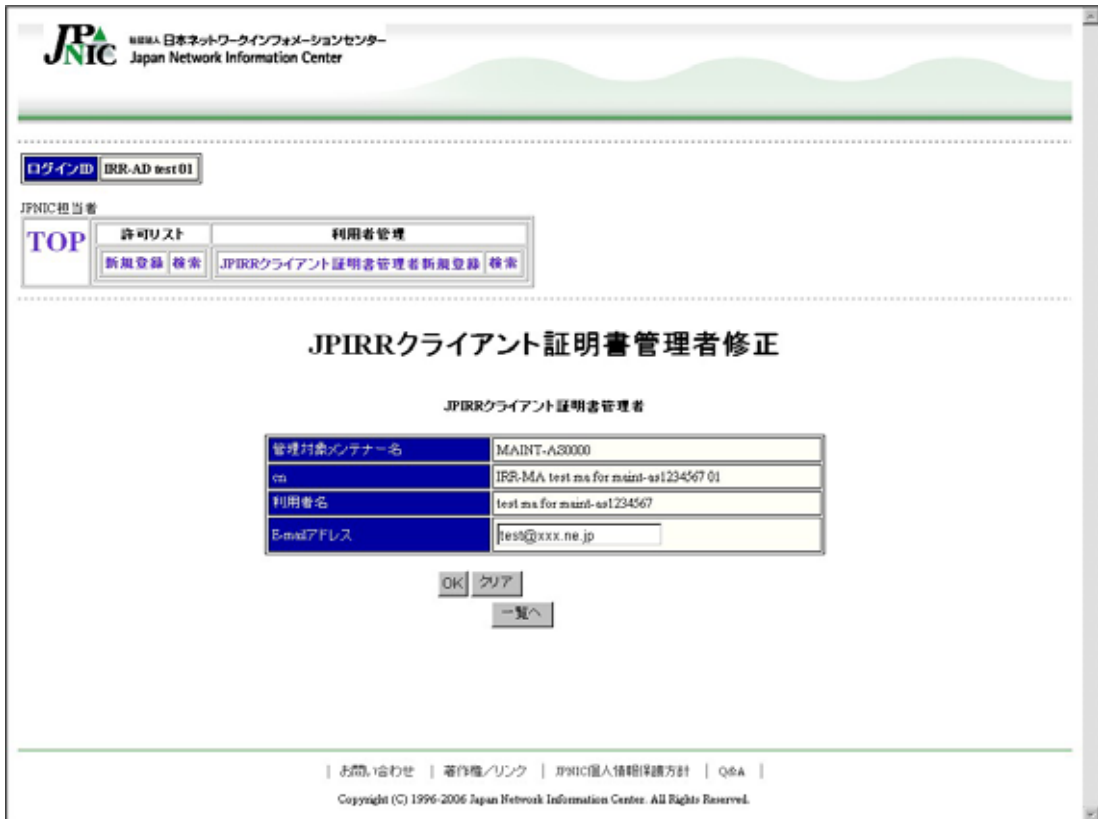 JPNIC 社団法人 日本ネットワークインフォメーションセンター
Japan Network Information Center
ログインID IRR-AD test 01
JPNIC担当者
TOP 許可リスト 利用者管理
新規登録 検索 JPIRRクライアント証明書管理者新規登録 検索
JPIRRクライアント証明書管理者修正
JPIRRクライアント証明書管理者
管理対象メンテナー名 MAINT-AS0000
cn IRR-MA test ma for maint-as1234567 01
利用者名 test ma for maint-as1234567
E-mailアドレス test@xxx.ne.jp
OK クリア
一覧へ
| お問い合わせ | 著作権/リンク | JPNIC個人情報保護方針 | Q&A |
Copyright (C) 1996-2006 Japan Network Information Center. All Rights Reserved.